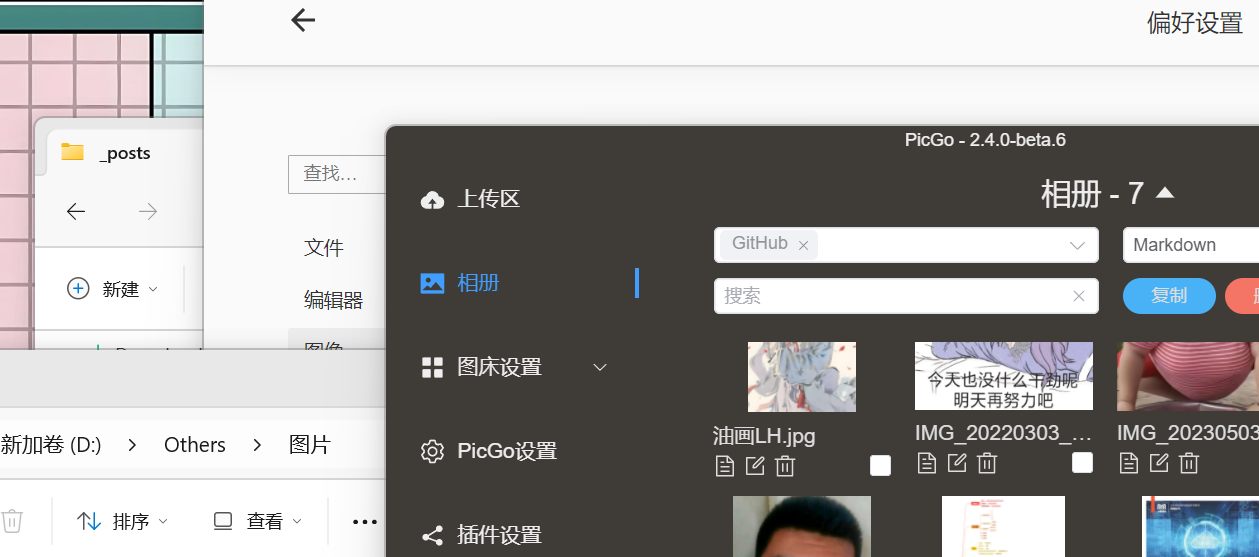 偏好设置
_posts
新建
查找...
文件
编辑器
图像
新加卷 (D:) > Others > 图片
排序
查看
PicGo - 2.4.0-beta.6
上传区
相册
图床设置
PicGo设置
插件设置
相册 - 7
GitHub
Markdown
搜索
复制
今天也没什么干劲呢
明天再努力吧
油画LH.jpg
IMG_20220303_...
IMG_20230503